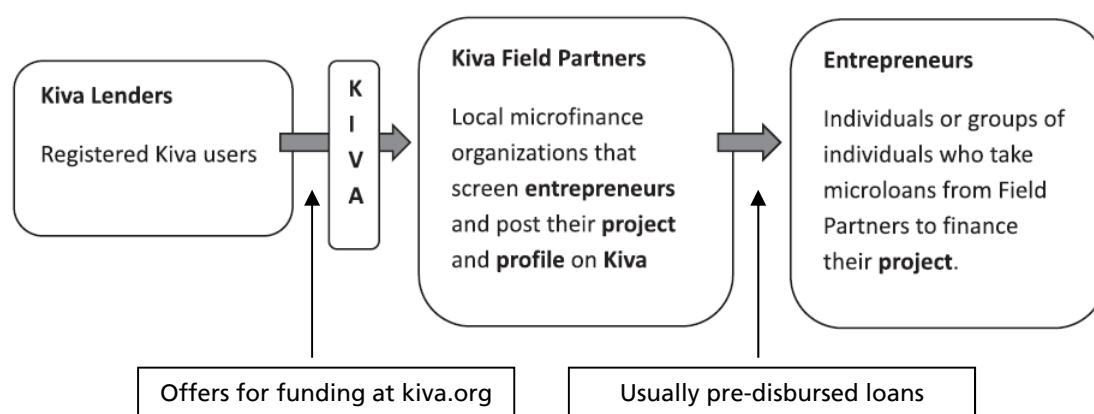 Kiva Lenders
Registered Kiva users
K
I
V
A
Kiva Field Partners
Local microfinance
organizations that
screen entrepreneurs
and post their project
and profile on Kiva
Entrepreneurs
Individuals or groups of
individuals who take
microloans from Field
Partners to finance
their project.
Offers for funding at kiva.org
Usually pre-disbursed loans